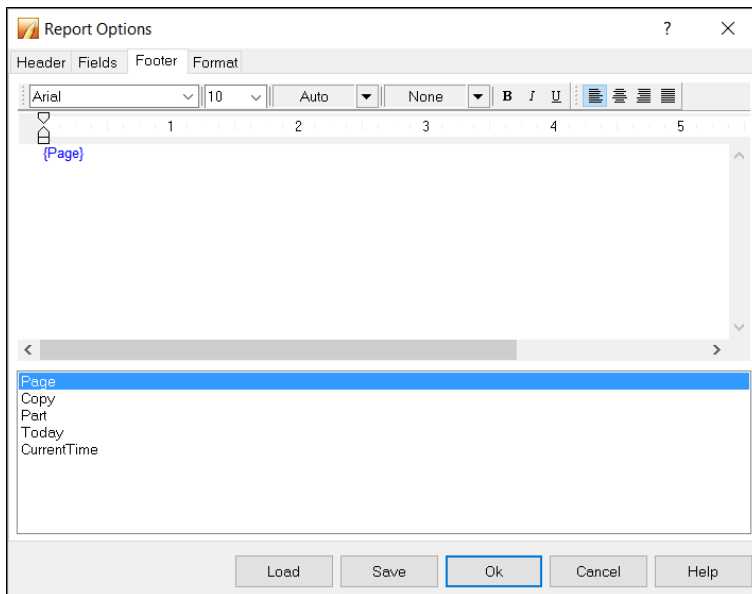 Report Options ?
Header Fields Footer Format
Arial 10 Auto None B I U
1 2 3 4 5
{Page}
Page
Copy
Part
Today
CurrentTime
Load Save Ok Cancel Help